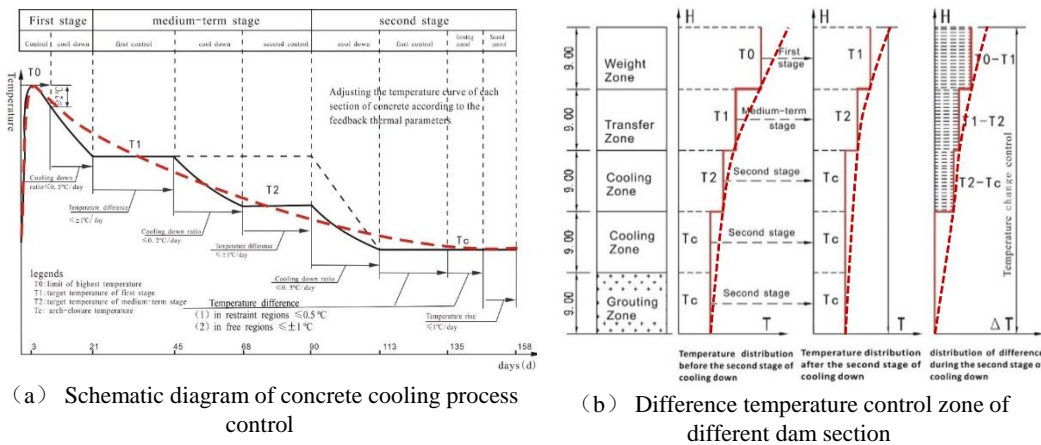 First stage
medium-term stage
second stage
Control
cool down
first control
cool down
second control
cool down
fisrt control
Temperature
T0
≤2℃
T1
T2
Tc
Adjusting the temperature curve of each
section of concrete according to the
feedback thermal parameters
Cooling down
ratio≤0.5℃/day
Temperature difference
≤±1℃/day
Cooling down ratio
≤0.2℃/day
Temperature difference
≤±1℃/day
Cooling down ratio
≤0.3℃/day
legends
T0:limit of highest temperature
T1:target temperature of first stage
T2:target temperature of medium-term stage
Tc: arch-closure temperature
Temperature difference
(1) in restraint regions ≤0.5℃
(2) in free regions ≤±1℃
Temperature rise
≤1℃/day
3
21
45
68
90
113
135
158
days(d)
(a) Schematic diagram of concrete cooling process
control
9.00
9.00
9.00
9.00
9.00
Weight
Zone
Transfer
Zone
Cooling
Zone
Cooling
Zone
Grouting
Zone
H
T0
T1
T2
Tc
Tc
T
First
stage
Medium-term
stage
Second stage
Second stage
Second stage
H
T1
T2
Tc
Tc
Tc
T
H
T0-T1
T1-T2
T2-Tc
Temperature change control
ΔT
Temperature distribution
before the second stage of
cooling down
Temperature distribution
after the second stage of
cooling down
distribution of difference
during the second stage of
cooling down
(b) Difference temperature control zone of
different dam section